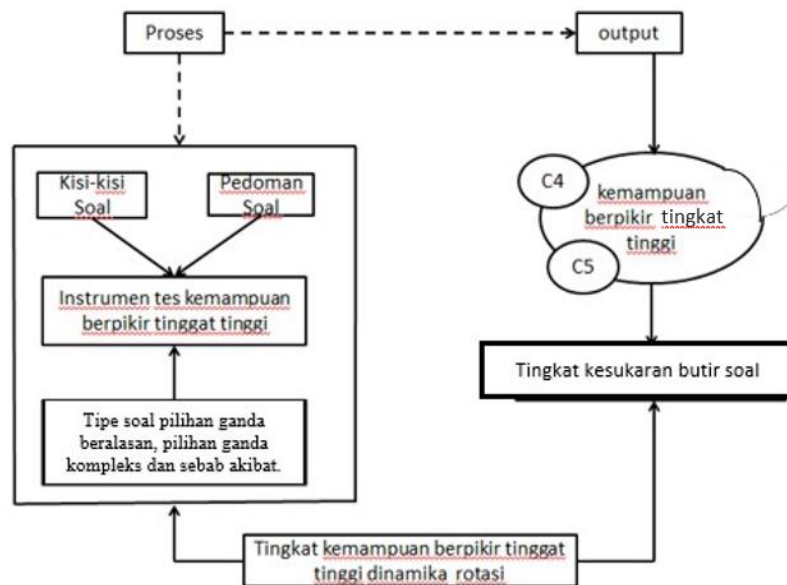 Proses
output
Kisi-kisi
Soal
Pedoman
Soal
Instrumen tes kemampuan
berpikir tinggat tinggi
Tipe soal pilihan ganda
beralasan, pilihan ganda
kompleks dan sebab akibat.
C4
kemampuan
berpikir tingkat
tinggi
C5
Tingkat kesukaran butir soal
Tingkat kemampuan berpikir tinggat
tinggi dinamika rotasi